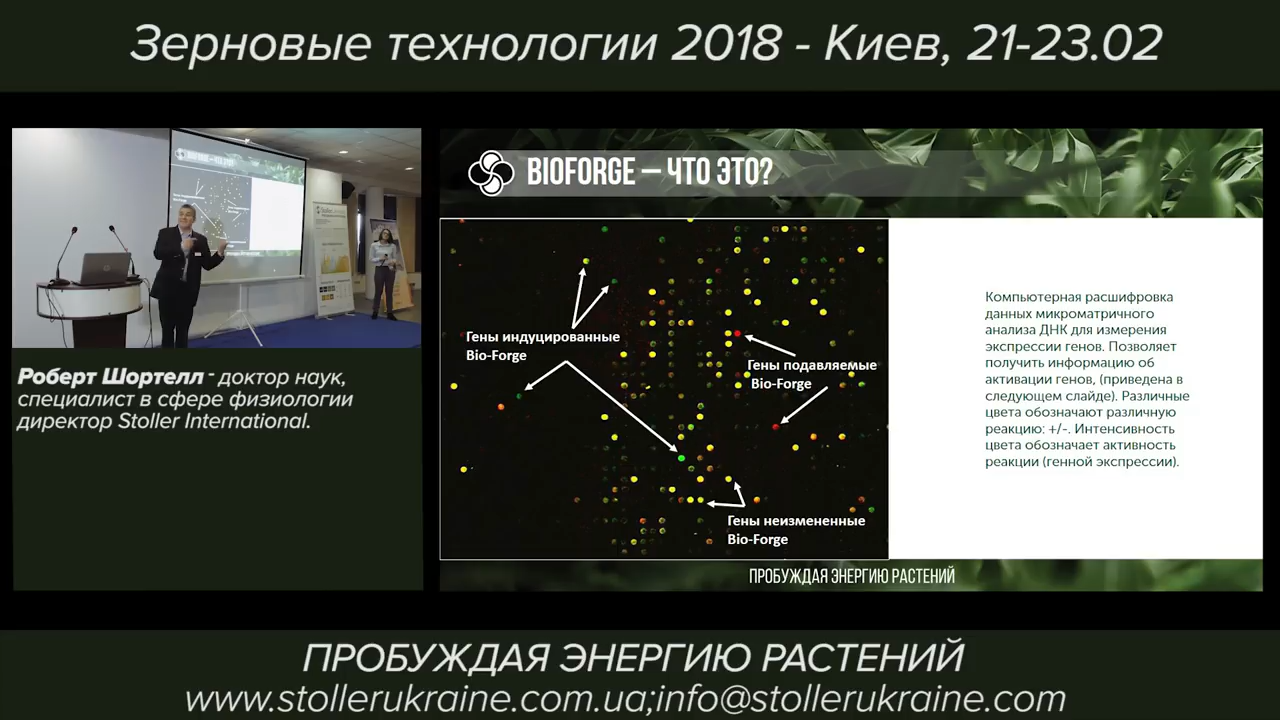 Зерновые технологии 2018 - Киев, 21-23.02
BIOFORGE – ЧТО ЭТО?
Роберт Шортелл - доктор наук,
специалист в сфере физиологии
директор Stoller International.
BIOFORGE – ЧТО ЭТО?
Гены индуцированные
Bio-Forge
Гены подавляемые
Bio-Forge
Гены неизмененные
Bio-Forge
Компьютерная расшифровка
данных микроматричного
анализа ДНК для измерения
экспрессии генов. Позволяет
получить информацию об
активации генов, (приведена в
следующем слайде). Различные
цвета обозначают различную
реакцию: +/-. Интенсивность
цвета обозначает активность
реакции (генной экспрессии).
ПРОБУЖДАЯ ЭНЕРГИЮ РАСТЕНИЙ
ПРОБУЖДАЯ ЭНЕРГИЮ РАСТЕНИЙ
www.stollerukraine.com.ua;info@stollerukraine.com